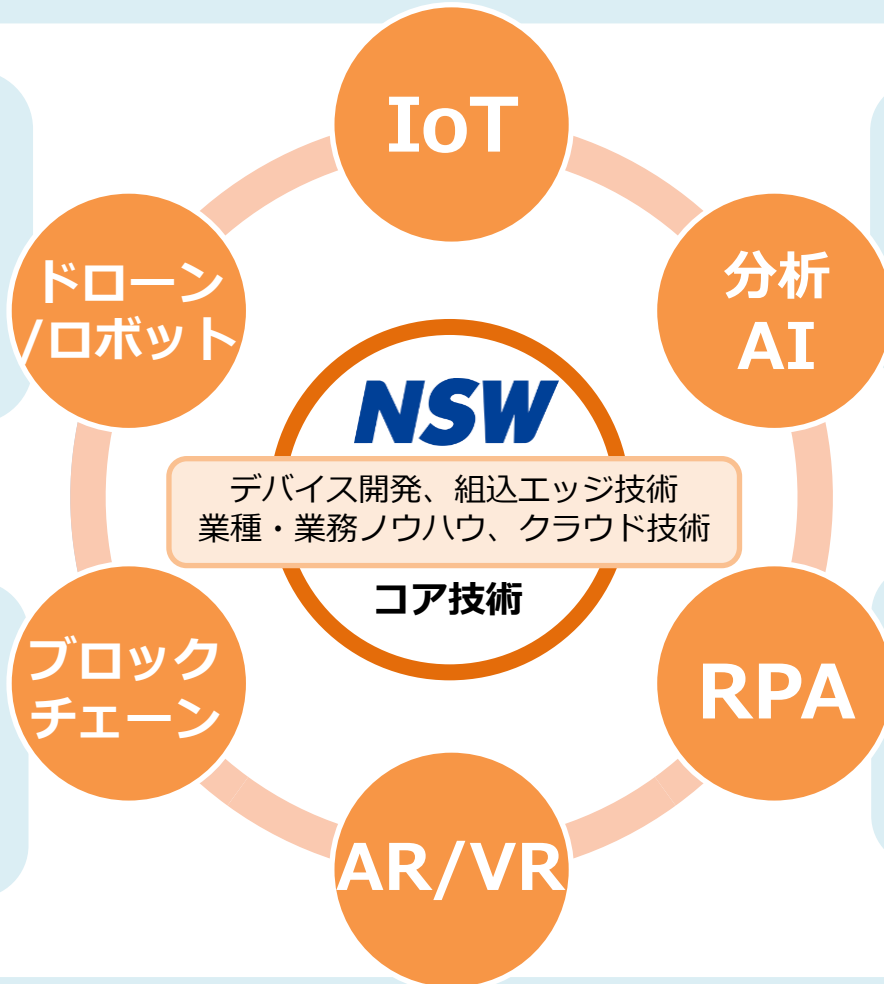 IoT
分析
AI
ドローン
/ロボット
NSW
デバイス開発、組込エッジ技術
業種・業務ノウハウ、クラウド技術
コア技術
ブロック
チェーン
RPA
AR/VR